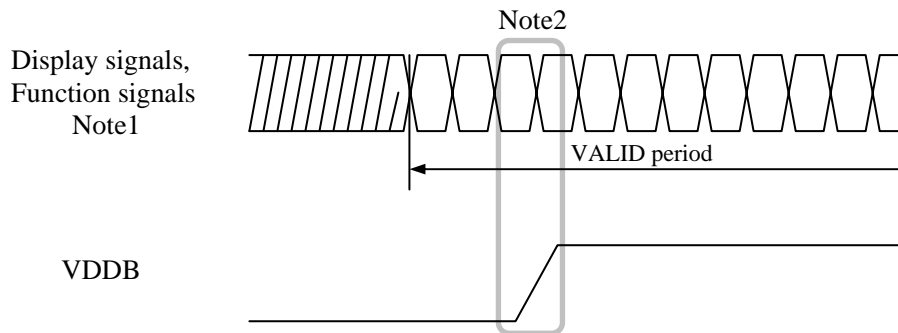 Note2
Display signals,
Function signals
Note1
VALID period
VDDB